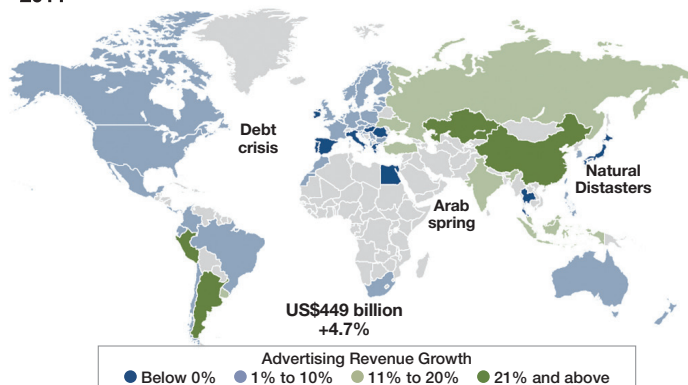 Debt
crisis
Natural
Distasters
Arab
spring
US$449 billion
+4.7%
Advertising Revenue Growth
Below 0% 1% to 10% 11% to 20% 21% and above